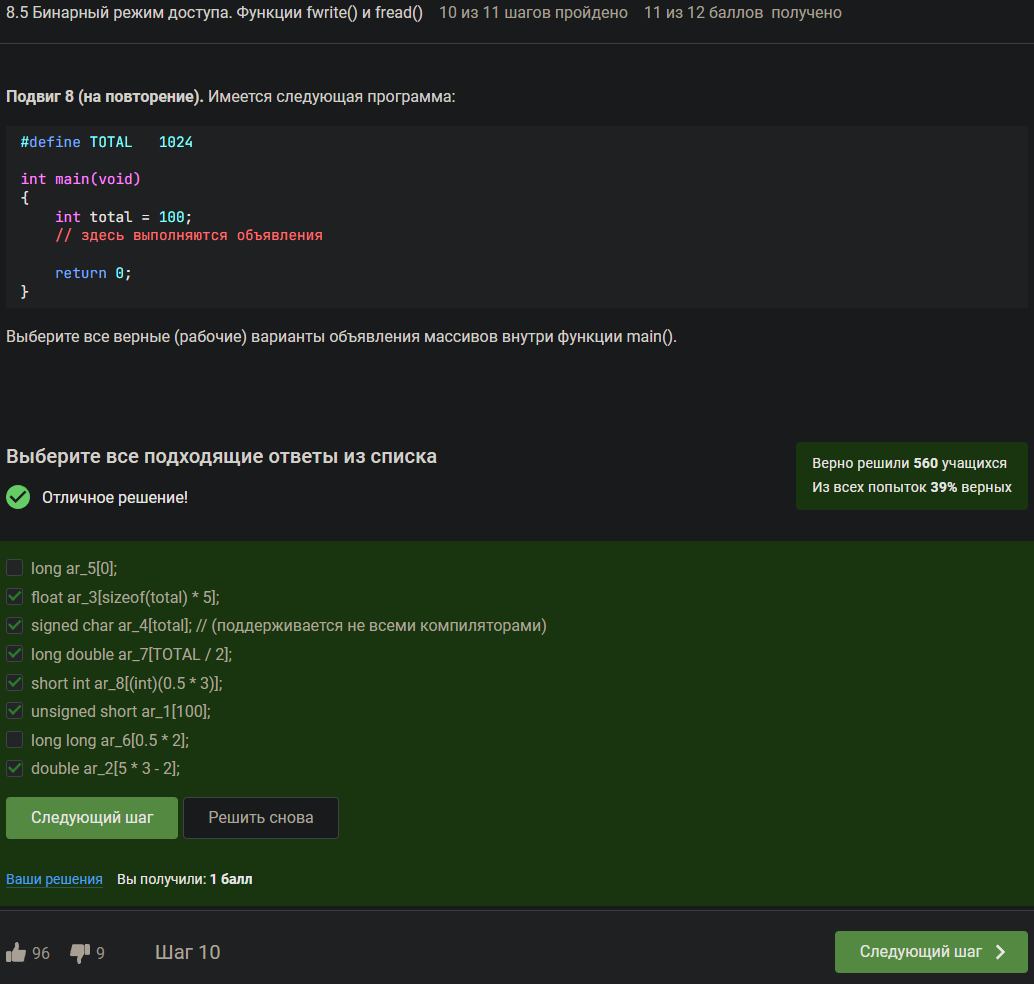 8.5 Бинарный режим доступа. Функции fwrite() и fread() 10 из 11 шагов пройдено 11 из 12 баллов получено
Подвиг 8 (на повторение). Имеется следующая программа:
#define TOTAL 1024
int main(void)
{
int total = 100;
// здесь выполняются объявления
return 0;
}
Выберите все верные (рабочие) варианты объявления массивов внутри функции main().
Выберите все подходящие ответы из списка
Отличное решение!
Верно решили 560 учащихся
Из всех попыток 39% верных
long ar_5[0];
float ar_3[sizeof(total) * 5];
signed char ar_4[total]; // (поддерживается не всеми компиляторами)
long double ar_7[TOTAL / 2];
short int ar_8[(int)(0.5 * 3)];
unsigned short ar_1[100];
long long ar_6[0.5 * 2];
double ar_2[5 * 3 - 2];
Следующий шаг Решить снова
Ваши решения Вы получили: 1 балл
96 9 Шаг 10 Следующий шаг